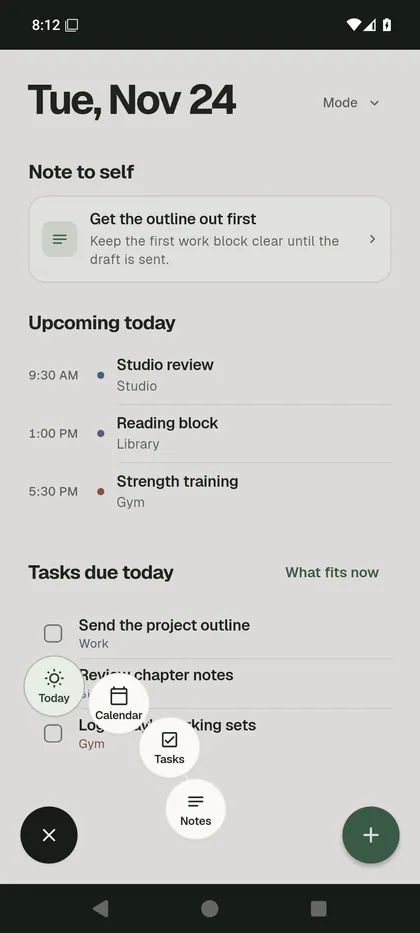 8:12
Tue, Nov 24
Mode
Note to self
Get the outline out first
Keep the first work block clear until the
draft is sent.
Upcoming today
9:30 AM
Studio review
Studio
1:00 PM
Reading block
Library
5:30 PM
Strength training
Gym
Tasks due today
What fits now
Send the project outline
Work
Review chapter notes
Today
Calendar
Gym
Tasks
Notes